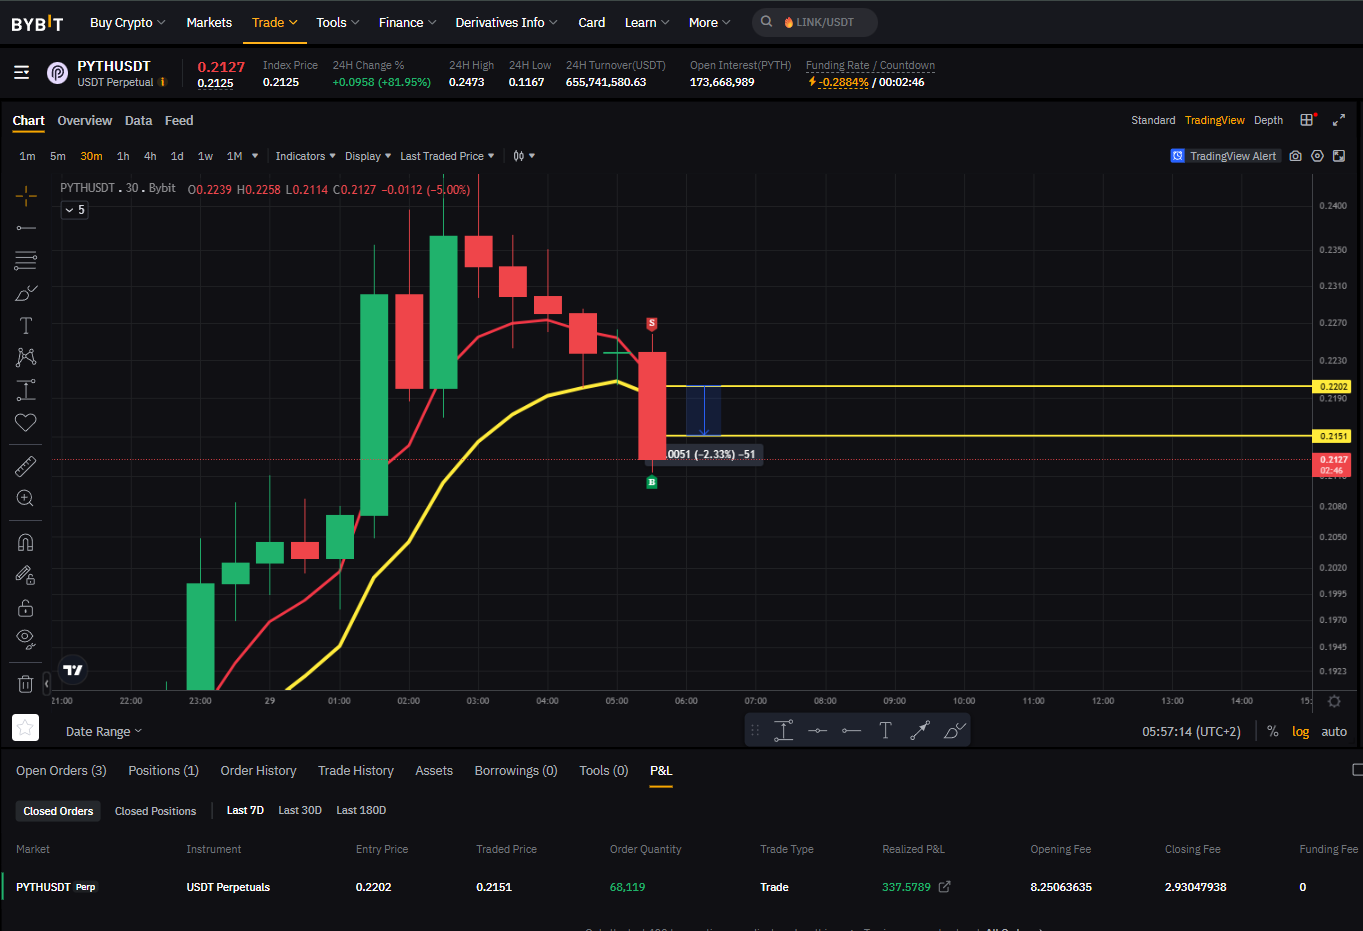 BYBIT Buy Crypto Markets Trade Tools Finance Derivatives Info Card Learn More LINK/USDT
PYTHUSDT 0.2127 Index Price 24H Change % 24H High 24H Low 24H Turnover(USDT) Open Interest(PYTH) Funding Rate / Countdown
USDT Perpetual 0.2125 0.2125 +0.0958 (+81.95%) 0.2473 0.1167 655,741,580.63 173,668,989 -0.2884% / 00:02:46
Chart Overview Data Feed Standard TradingView Depth
1m 5m 30m 1h 4h 1d 1w 1M Indicators Display Last Traded Price TradingView Alert
PYTHUSDT . 30 . Bybit O0.2239 H0.2258 L0.2114 C0.2127 −0.0112 (−5.00%)
5
0.2400
0.2350
0.2310
S
0.2270
0.2230
0.2202
0.2190
0.2151
.0051 (−2.33%) −51
0.2127
02:46
B
0.2080
0.2050
0.2020
0.1995
0.1970
0.1945
0.1923
21:00 22:00 23:00 29 01:00 02:00 03:00 04:00 05:00 06:00 07:00 08:00 09:00 10:00 11:00 12:00 13:00 14:00 15:
Date Range 05:57:14 (UTC+2) % log auto
Open Orders (3) Positions (1) Order History Trade History Assets Borrowings (0) Tools (0) P&L
Closed Orders Closed Positions Last 7D Last 30D Last 180D
Market Instrument Entry Price Traded Price Order Quantity Trade Type Realized P&L Opening Fee Closing Fee Funding Fee
PYTHUSDT Perp USDT Perpetuals 0.2202 0.2151 68,119 Trade 337.5789 8.25063635 2.93047938 0